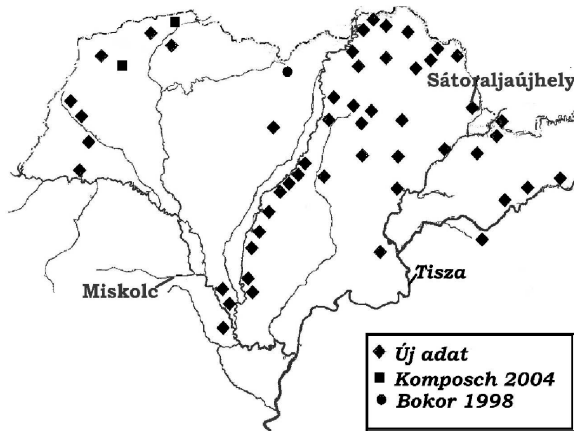 Sátoraljaújhely
Miskolc
Tisza
Új adat
Komposch 2004
Bokor 1998